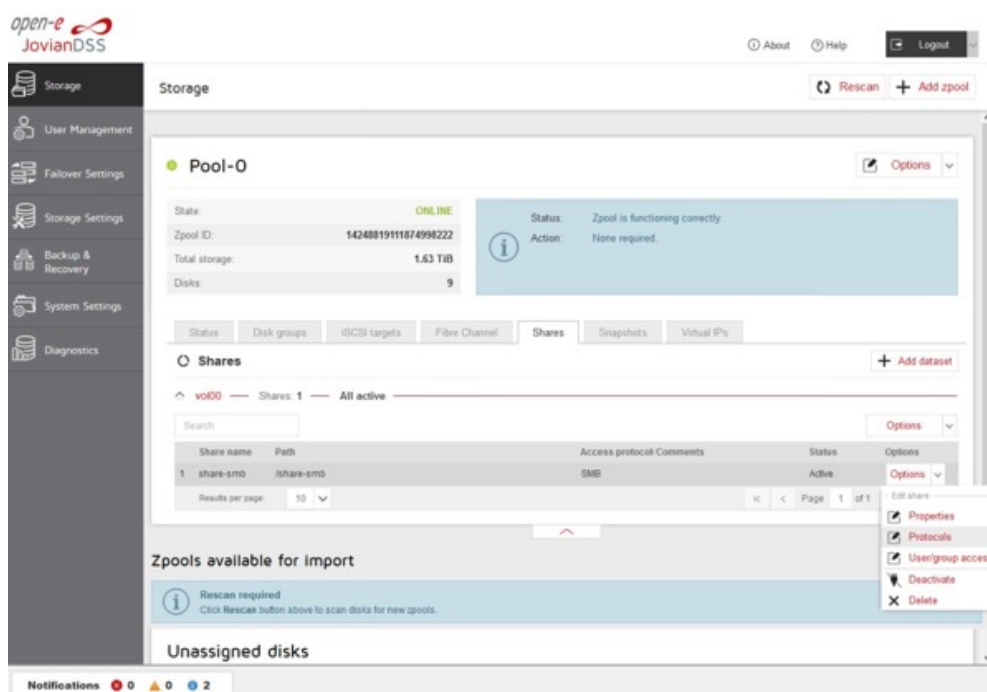 open-e
JovianDSS
About Help Logout
Storage
User Management
Failover Settings
Storage Settings
Backup &
Recovery
System Settings
Diagnostics
Storage
Rescan + Add zpool
Pool-0
Options
State: ONLINE
Zpool ID: 14248819111874998222
Total storage: 1.63 TiB
Disks: 9
Status: Zpool is functioning correctly.
Action: None required.
Status Disk groups iSCSI targets Fibre Channel Shares Snapshots Virtual IPs
Shares
+ Add dataset
vol00 Shares: 1 All active
Search
Options
Share name Path Access protocol Comments Status Options
1 share-smb /share-smb SMB Active Options
Results per page: 10
Page 1 of 1
Edit share
Properties
Protocols
User/group acces
Deactivate
Delete
Zpools available for import
Rescan required
Click Rescan button above to scan disks for new zpools.
Unassigned disks
Notifications 0 0 2